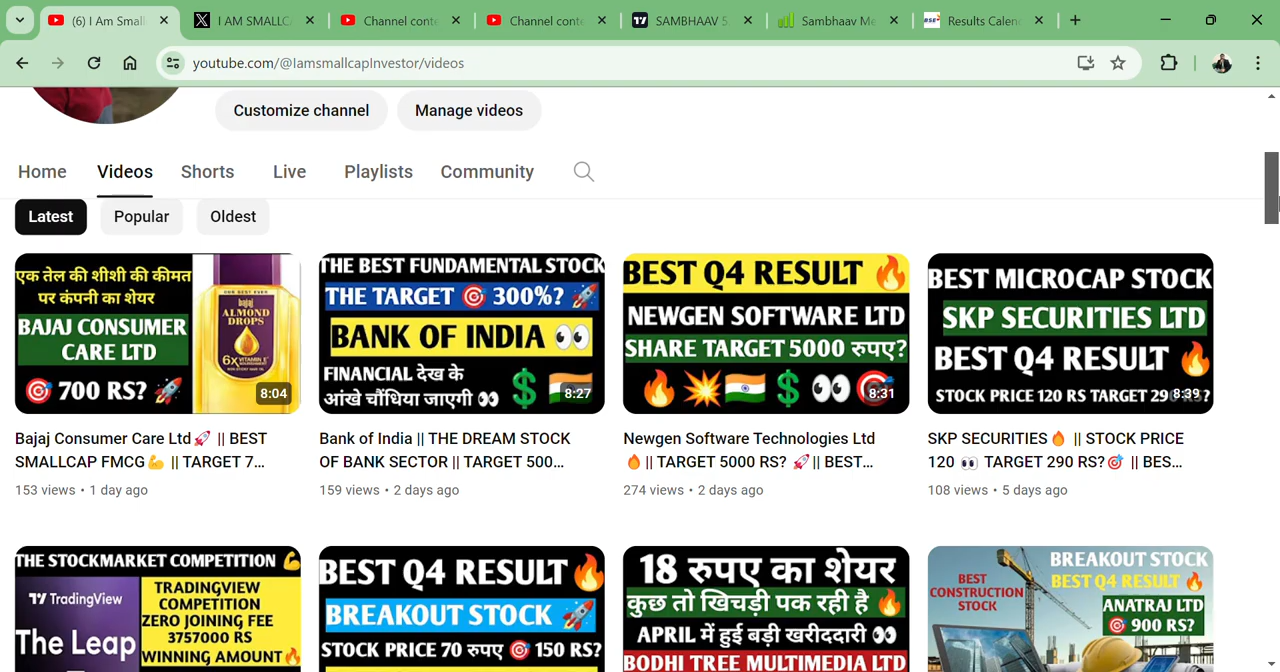 (6) I Am Small
I AM SMALLC
Channel conte
Channel conte
SAMBHAAV 5
Sambhaav Me
BSE
Results Calen
youtube.com/@IamsmallcapInvestor/videos
Customize channel
Manage videos
Home
Videos
Shorts
Live
Playlists
Community
Latest
Popular
Oldest
एक तेल की शीशी की कीमत
पर कंपनी का शेयर
BAJAJ CONSUMER
CARE LTD
🎯 700 RS? 🚀
bajaj
ALMOND
DROPS
6x VITAMIN E
8:04
THE BEST FUNDAMENTAL STOCK
THE TARGET 🎯 300%? 🚀
BANK OF INDIA 👀
FINANCIAL देख के
आंखे चौंधिया जाएगी 👀
8:27
BEST Q4 RESULT 🔥
NEWGEN SOFTWARE LTD
SHARE TARGET 5000 रुपए?
8:31
BEST MICROCAP STOCK
SKP SECURITIES LTD
BEST Q4 RESULT 🔥
STOCK PRICE 120 RS TARGET 290 RS?
8:39
Bajaj Consumer Care Ltd🚀 || BEST
SMALLCAP FMCG💪 || TARGET 7...
153 views • 1 day ago
Bank of India || THE DREAM STOCK
OF BANK SECTOR || TARGET 500...
159 views • 2 days ago
Newgen Software Technologies Ltd
🔥|| TARGET 5000 RS? 🚀|| BEST...
274 views • 2 days ago
SKP SECURITIES🔥 || STOCK PRICE
120 👀 TARGET 290 RS?🎯 || BES...
108 views • 5 days ago
THE STOCKMARKET COMPETITION 💪
TradingView
The Leap
TRADINGVIEW
COMPETITION
ZERO JOINING FEE
3757000 RS
WINNING AMOUNT🔥
BEST Q4 RESULT🔥
BREAKOUT STOCK 🚀
STOCK PRICE 70 रुपए 🎯 150 RS?
18 रुपए का शेयर
कुछ तो खिचड़ी पक रही है 🔥
APRIL में हुई बड़ी खरीददारी 👀
BODHI TREE MULTIMEDIA LTD
BREAKOUT STOCK
BEST Q4 RESULT 🔥
BEST
CONSTRUCTION
STOCK
ANATRAJ LTD
🎯 900 RS?